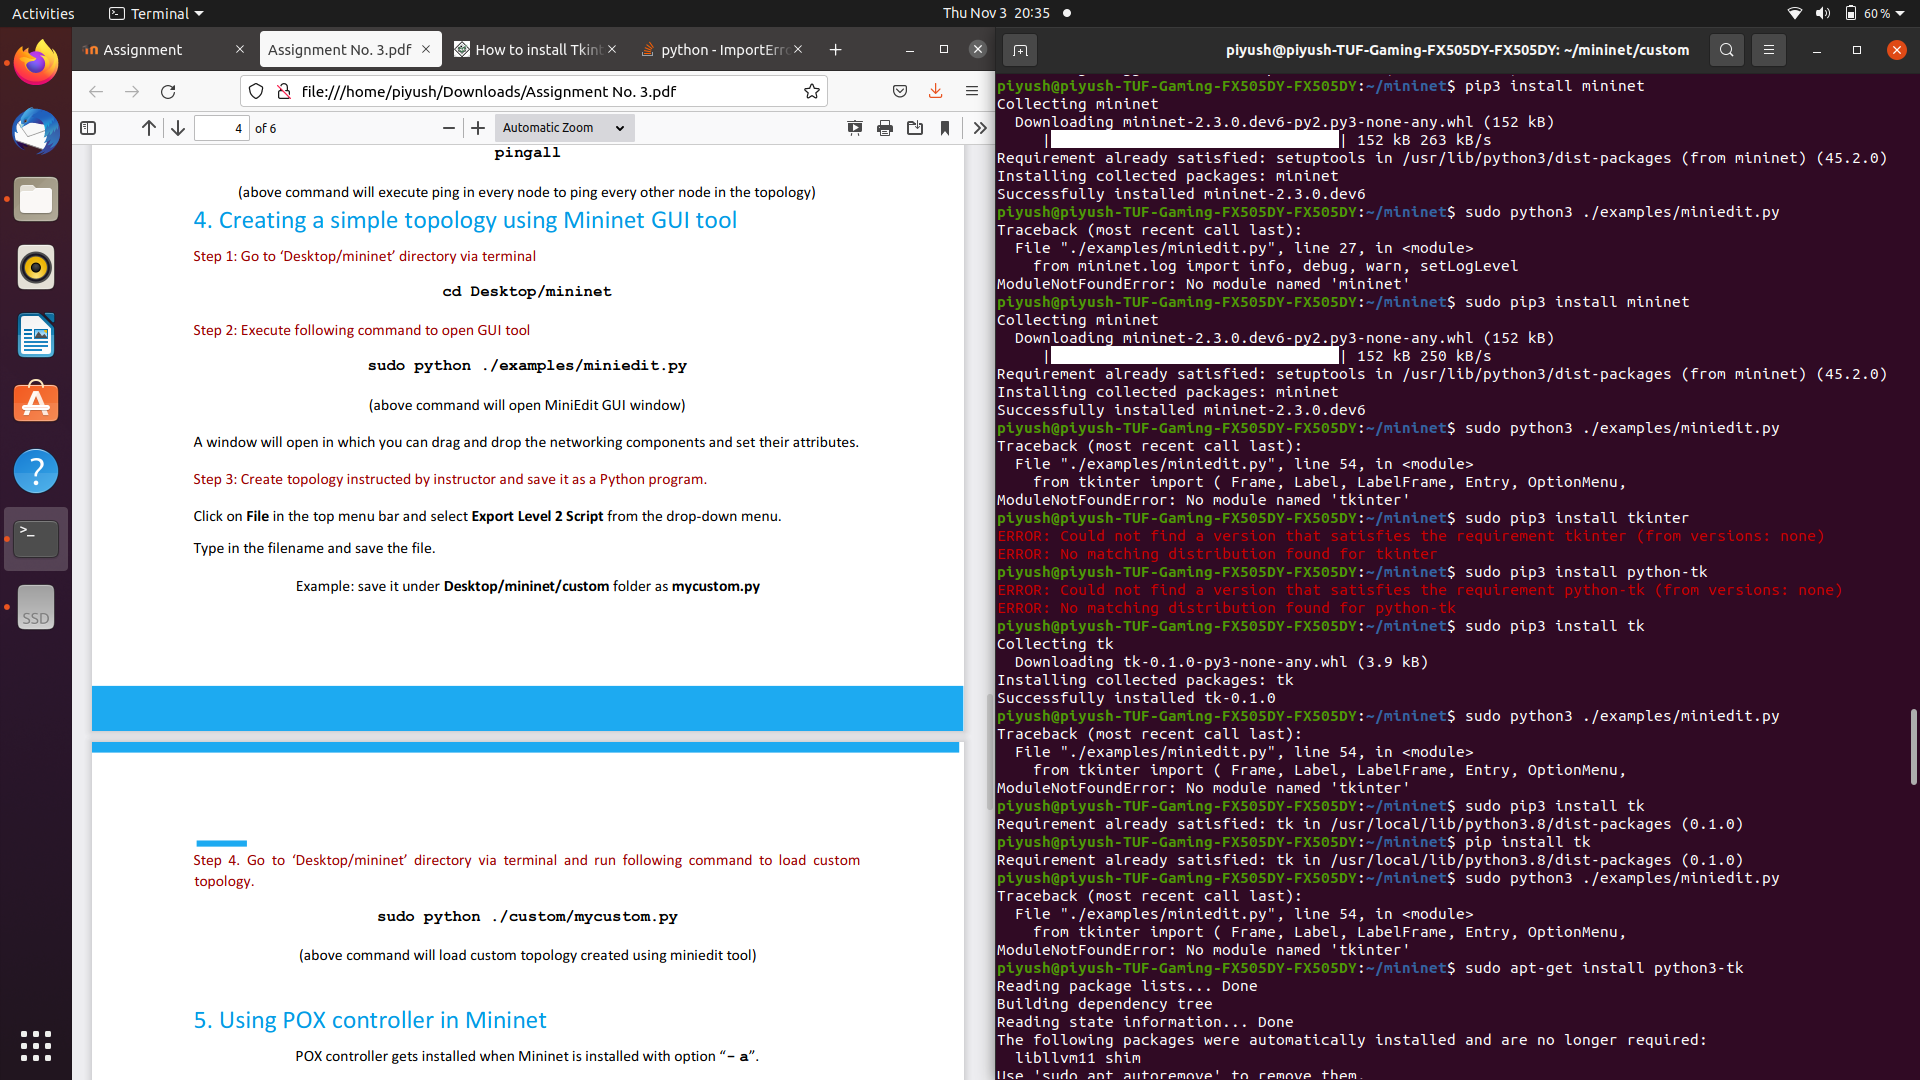 Activities
Terminal
Thu Nov 3 20:35
60 %
Assignment
Assignment No. 3.pdf
How to install Tkint
python - ImportErro
file:///home/piyush/Downloads/Assignment No. 3.pdf
4 of 6
Automatic Zoom
pingall
(above command will execute ping in every node to ping every other node in the topology)
4. Creating a simple topology using Mininet GUI tool
Step 1: Go to ‘Desktop/mininet’ directory via terminal
cd Desktop/mininet
Step 2: Execute following command to open GUI tool
sudo python ./examples/miniedit.py
(above command will open MiniEdit GUI window)
A window will open in which you can drag and drop the networking components and set their attributes.
Step 3: Create topology instructed by instructor and save it as a Python program.
Click on File in the top menu bar and select Export Level 2 Script from the drop-down menu.
Type in the filename and save the file.
Example: save it under Desktop/mininet/custom folder as mycustom.py
Step 4. Go to ‘Desktop/mininet’ directory via terminal and run following command to load custom
topology.
sudo python ./custom/mycustom.py
(above command will load custom topology created using miniedit tool)
5. Using POX controller in Mininet
POX controller gets installed when Mininet is installed with option “– a”.
SSD
piyush@piyush-TUF-Gaming-FX505DY-FX505DY: ~/mininet/custom
piyush@piyush-TUF-Gaming-FX505DY-FX505DY:~/mininet$ pip3 install mininet
Collecting mininet
Downloading mininet-2.3.0.dev6-py2.py3-none-any.whl (152 kB)
| | 152 kB 263 kB/s
Requirement already satisfied: setuptools in /usr/lib/python3/dist-packages (from mininet) (45.2.0)
Installing collected packages: mininet
Successfully installed mininet-2.3.0.dev6
piyush@piyush-TUF-Gaming-FX505DY-FX505DY:~/mininet$ sudo python3 ./examples/miniedit.py
Traceback (most recent call last):
File "./examples/miniedit.py", line 27, in <module>
from mininet.log import info, debug, warn, setLogLevel
ModuleNotFoundError: No module named 'mininet'
piyush@piyush-TUF-Gaming-FX505DY-FX505DY:~/mininet$ sudo pip3 install mininet
Collecting mininet
Downloading mininet-2.3.0.dev6-py2.py3-none-any.whl (152 kB)
| | 152 kB 250 kB/s
Requirement already satisfied: setuptools in /usr/lib/python3/dist-packages (from mininet) (45.2.0)
Installing collected packages: mininet
Successfully installed mininet-2.3.0.dev6
piyush@piyush-TUF-Gaming-FX505DY-FX505DY:~/mininet$ sudo python3 ./examples/miniedit.py
Traceback (most recent call last):
File "./examples/miniedit.py", line 54, in <module>
from tkinter import ( Frame, Label, LabelFrame, Entry, OptionMenu,
ModuleNotFoundError: No module named 'tkinter'
piyush@piyush-TUF-Gaming-FX505DY-FX505DY:~/mininet$ sudo pip3 install tkinter
ERROR: Could not find a version that satisfies the requirement tkinter (from versions: none)
ERROR: No matching distribution found for tkinter
piyush@piyush-TUF-Gaming-FX505DY-FX505DY:~/mininet$ sudo pip3 install python-tk
ERROR: Could not find a version that satisfies the requirement python-tk (from versions: none)
ERROR: No matching distribution found for python-tk
piyush@piyush-TUF-Gaming-FX505DY-FX505DY:~/mininet$ sudo pip3 install tk
Collecting tk
Downloading tk-0.1.0-py3-none-any.whl (3.9 kB)
Installing collected packages: tk
Successfully installed tk-0.1.0
piyush@piyush-TUF-Gaming-FX505DY-FX505DY:~/mininet$ sudo python3 ./examples/miniedit.py
Traceback (most recent call last):
File "./examples/miniedit.py", line 54, in <module>
from tkinter import ( Frame, Label, LabelFrame, Entry, OptionMenu,
ModuleNotFoundError: No module named 'tkinter'
piyush@piyush-TUF-Gaming-FX505DY-FX505DY:~/mininet$ sudo pip3 install tk
Requirement already satisfied: tk in /usr/local/lib/python3.8/dist-packages (0.1.0)
piyush@piyush-TUF-Gaming-FX505DY-FX505DY:~/mininet$ pip install tk
Requirement already satisfied: tk in /usr/local/lib/python3.8/dist-packages (0.1.0)
piyush@piyush-TUF-Gaming-FX505DY-FX505DY:~/mininet$ sudo python3 ./examples/miniedit.py
Traceback (most recent call last):
File "./examples/miniedit.py", line 54, in <module>
from tkinter import ( Frame, Label, LabelFrame, Entry, OptionMenu,
ModuleNotFoundError: No module named 'tkinter'
piyush@piyush-TUF-Gaming-FX505DY-FX505DY:~/mininet$ sudo apt-get install python3-tk
Reading package lists... Done
Building dependency tree
Reading state information... Done
The following packages were automatically installed and are no longer required:
libllvm11 shim
Use 'sudo apt autoremove' to remove them.